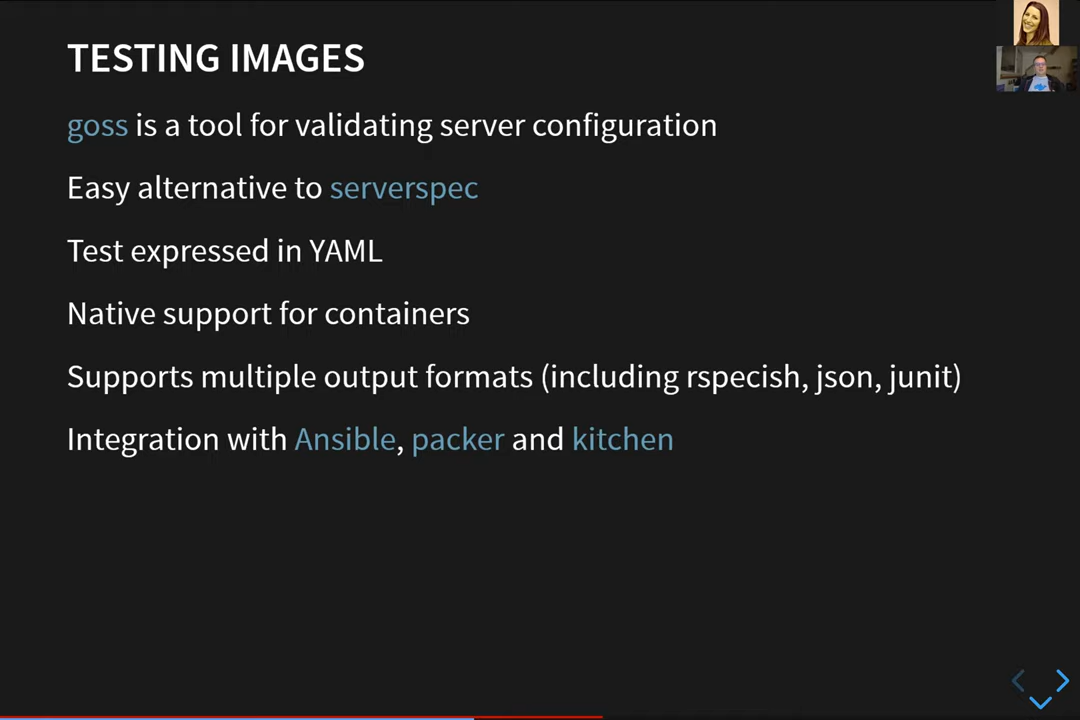 TESTING IMAGES
goss is a tool for validating server configuration
Easy alternative to serverspec
Test expressed in YAML
Native support for containers
Supports multiple output formats (including rspecish, json, junit)
Integration with Ansible, packer and kitchen